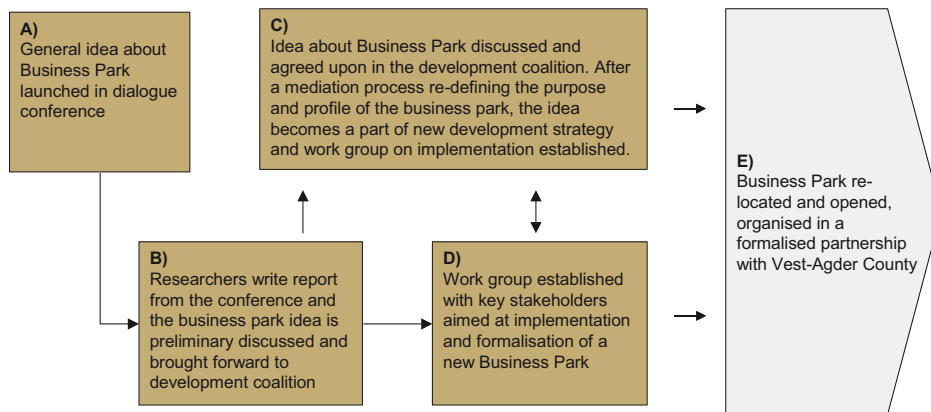 A)
General idea about
Business Park
launched in dialogue
conference
C)
Idea about Business Park discussed and
agreed upon in the development coalition. After
a mediation process re-defining the purpose
and profile of the business park, the idea
becomes a part of new development strategy
and work group on implementation established.
B)
Researchers write report
from the conference and
the business park idea is
preliminary discussed and
brought forward to
development coalition
D)
Work group established
with key stakeholders
aimed at implementation
and formalisation of a
new Business Park
E)
Business Park re-
located and opened,
organised in a
formalised partnership
with Vest-Agder County